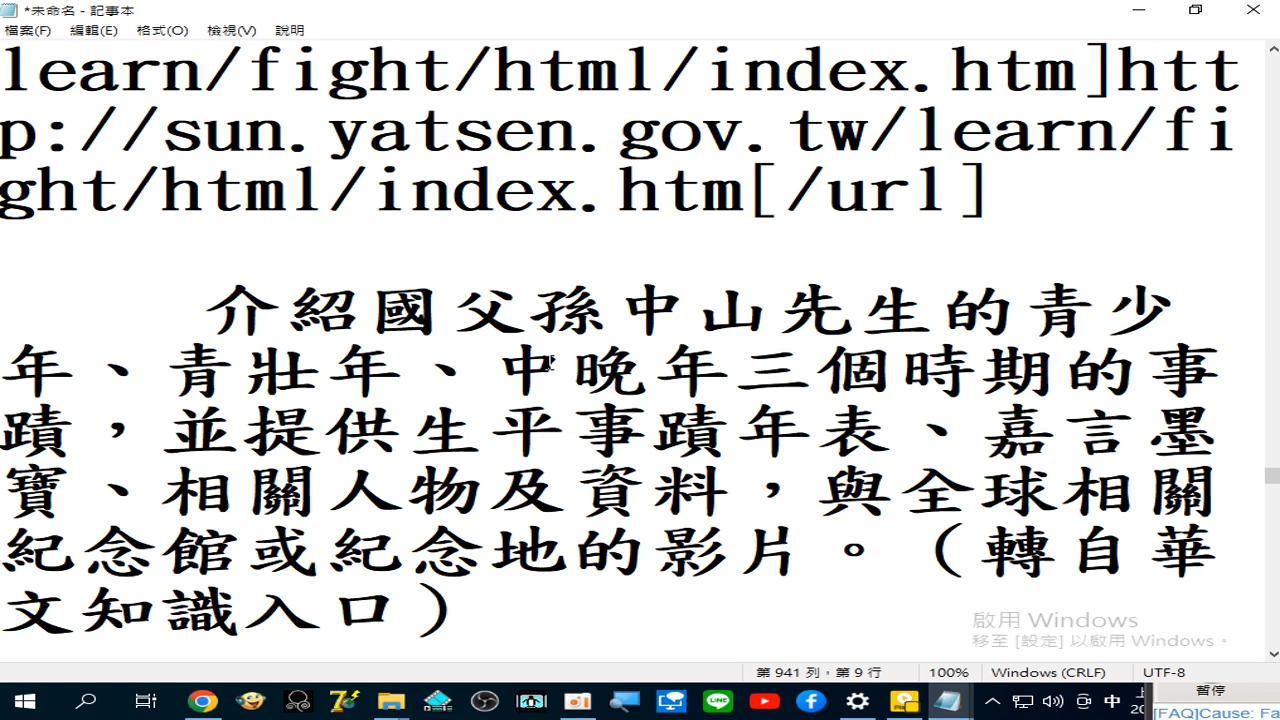 *未命名 - 記事本
檔案(F) 編輯(E) 格式(O) 檢視(V) 說明
learn/fight/html/index.htm]htt
p://sun.yatsen.gov.tw/learn/fi
ght/html/index.htm[/url]
介紹國父孫中山先生的青少
年、青壯年、中晚年三個時期的事
蹟，並提供生平事蹟年表、嘉言墨
寶、相關人物及資料，與全球相關
紀念館或紀念地的影片。（轉自華
文知識入口）
啟用 Windows
移至 [設定] 以啟用 Windows。
第 941 列，第 9 行 100% Windows (CRLF) UTF-8
中 上 暫停
20
[FAQ]Cause: Fa
LINE